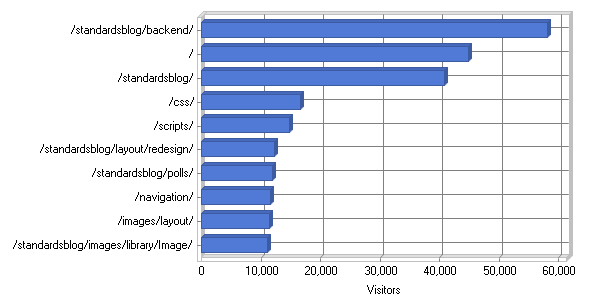 /standardsblog/backend/
/
/standardsblog/
/css/
/scripts/
/standardsblog/layout/redesign/
/standardsblog/polls/
/navigation/
/images/layout/
/standardsblog/images/library/Image/
0 10,000 20,000 30,000 40,000 50,000 60,000
Visitors